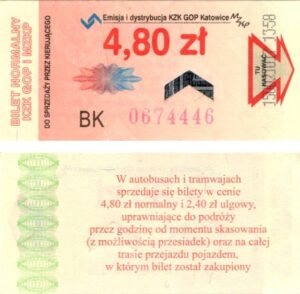 BILET NORMALNY
KZK GOP i MZKP
DO SPRZEDAŻY PRZEZ KIERUJĄCEGO
Emisja i dystrybucja KZK GOP Katowice
4,80 zł
BK 0674446
TU KASOWAĆ
W autobusach i tramwajach
sprzedaje się bilety w cenie
4,80 zł normalny i 2,40 zł ulgowy,
uprawniające do podróży
przez godzinę od momentu skasowania
(z możliwością przesiadek) oraz na całej
trasie przejazdu pojazdem,
w którym bilet został zakupiony